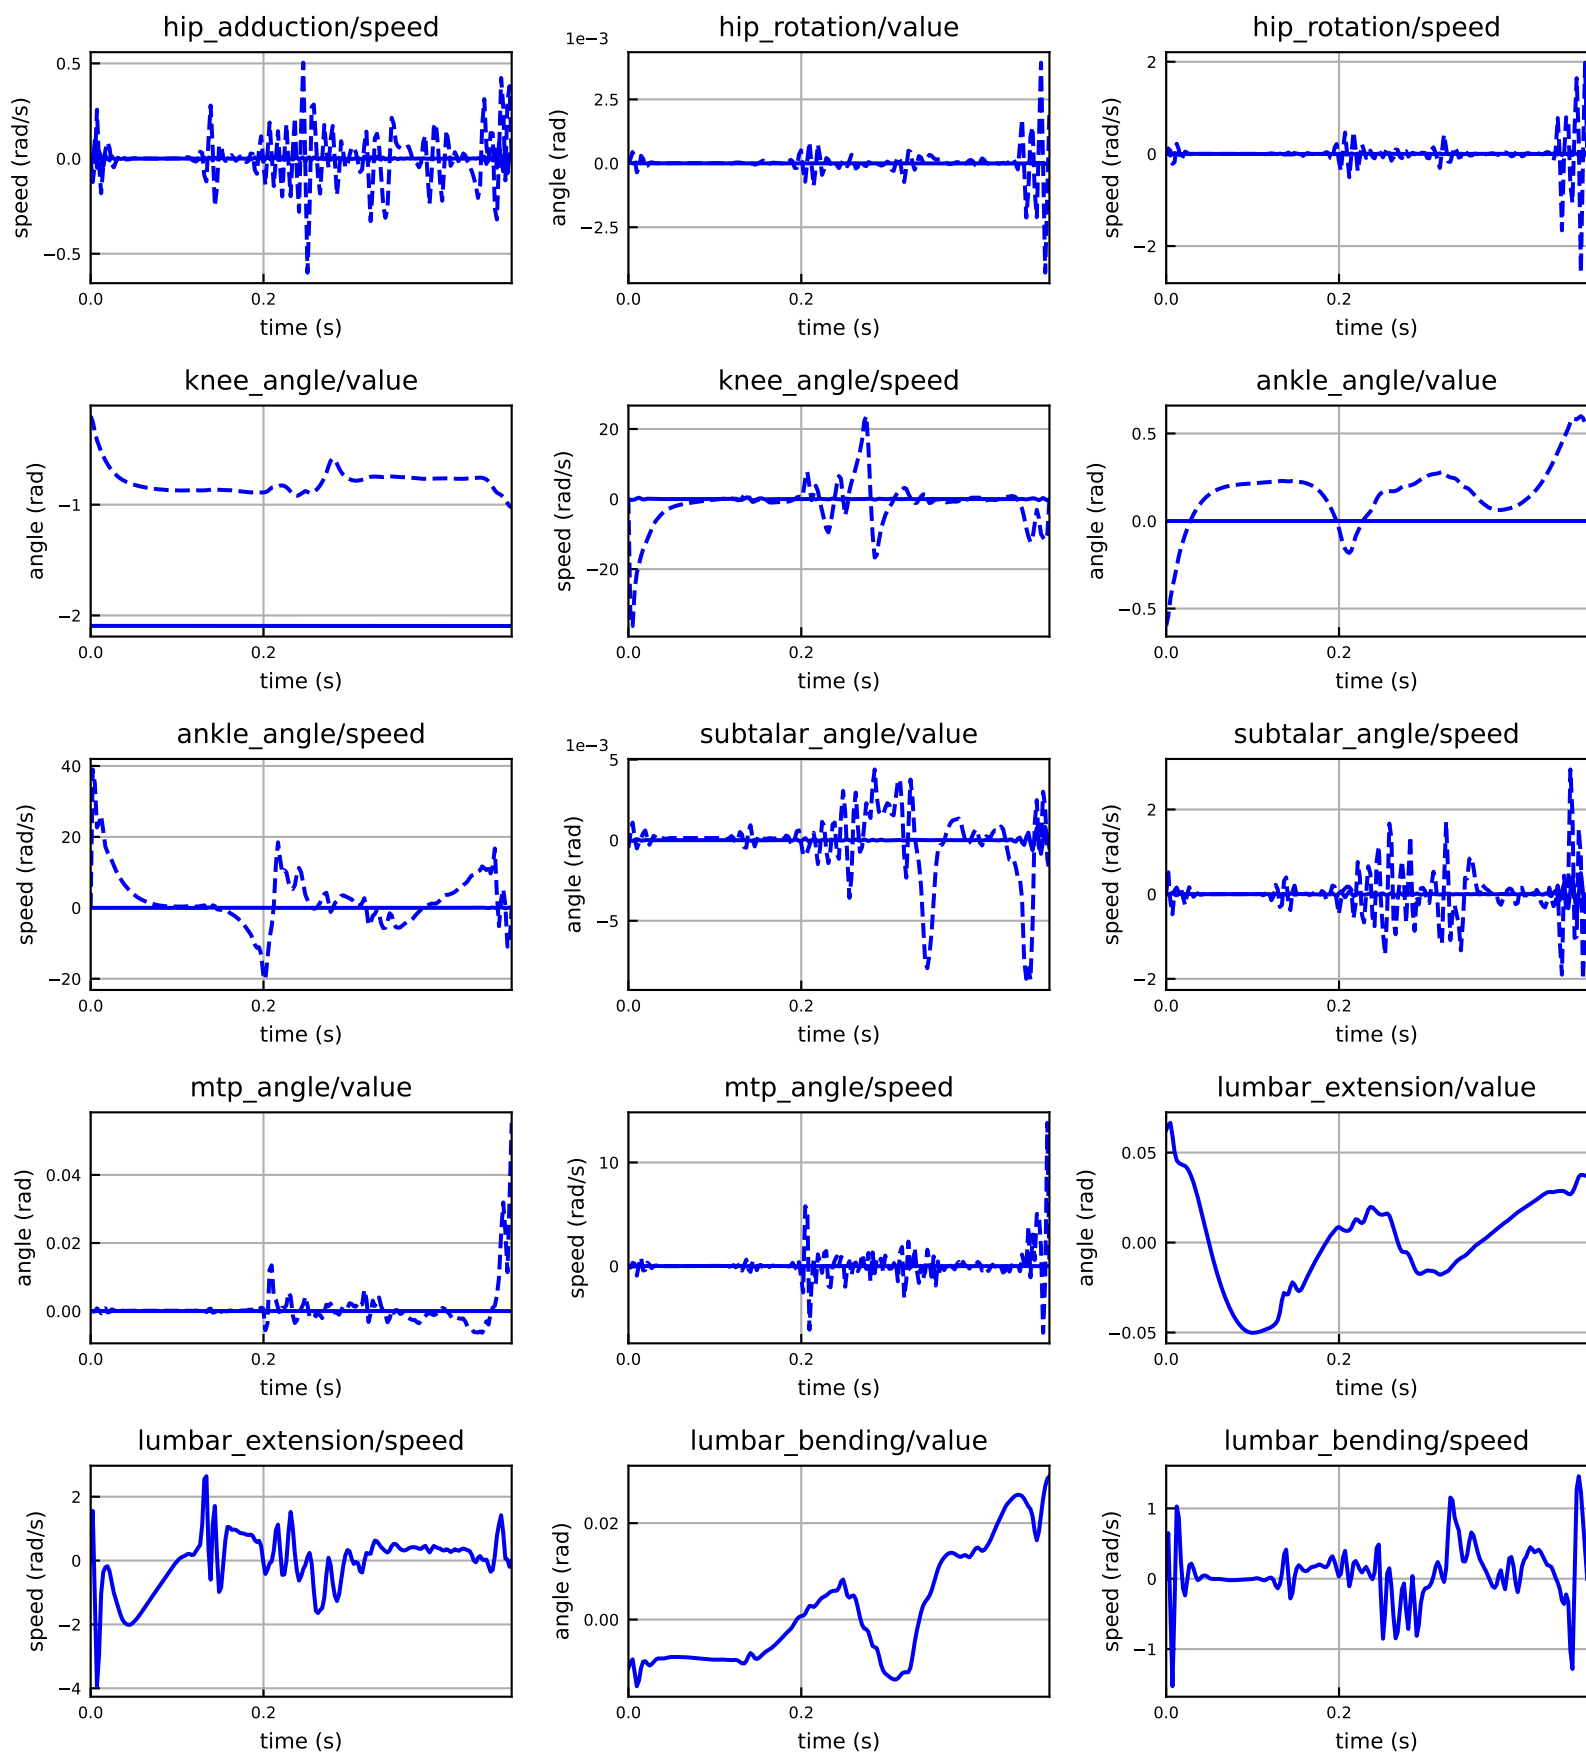 hip_adduction/speed
speed (rad/s)
0.5
0.0
−0.5
0.0
0.2
time (s)
hip_rotation/value
1e−3
angle (rad)
2.5
0.0
−2.5
0.0
0.2
time (s)
hip_rotation/speed
speed (rad/s)
2
0
−2
0.0
0.2
time (s)
knee_angle/value
angle (rad)
−1
−2
0.0
0.2
time (s)
knee_angle/speed
speed (rad/s)
20
0
−20
0.0
0.2
time (s)
ankle_angle/value
angle (rad)
0.5
0.0
−0.5
0.0
0.2
time (s)
ankle_angle/speed
speed (rad/s)
40
20
0
−20
0.0
0.2
time (s)
subtalar_angle/value
1e−3
angle (rad)
5
0
−5
0.0
0.2
time (s)
subtalar_angle/speed
speed (rad/s)
2
0
−2
0.0
0.2
time (s)
mtp_angle/value
angle (rad)
0.04
0.02
0.00
0.0
0.2
time (s)
mtp_angle/speed
speed (rad/s)
10
0
0.0
0.2
time (s)
lumbar_extension/value
angle (rad)
0.05
0.00
−0.05
0.0
0.2
time (s)
lumbar_extension/speed
speed (rad/s)
2
0
−2
−4
0.0
0.2
time (s)
lumbar_bending/value
angle (rad)
0.02
0.00
0.0
0.2
time (s)
lumbar_bending/speed
speed (rad/s)
1
0
−1
0.0
0.2
time (s)